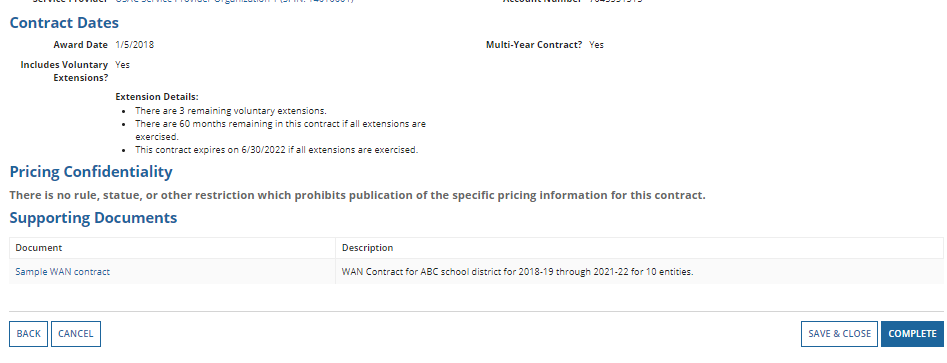 Contract Dates
Award Date 1/5/2018 Multi-Year Contract? Yes
Includes Voluntary Yes
Extensions?
Extension Details:
• There are 3 remaining voluntary extensions.
• There are 60 months remaining in this contract if all extensions are
exercised.
• This contract expires on 6/30/2022 if all extensions are exercised.
Pricing Confidentiality
There is no rule, statue, or other restriction which prohibits publication of the specific pricing information for this contract.
Supporting Documents
Document Description
Sample WAN contract WAN Contract for ABC school district for 2018-19 through 2021-22 for 10 entities.
BACK CANCEL SAVE & CLOSE COMPLETE